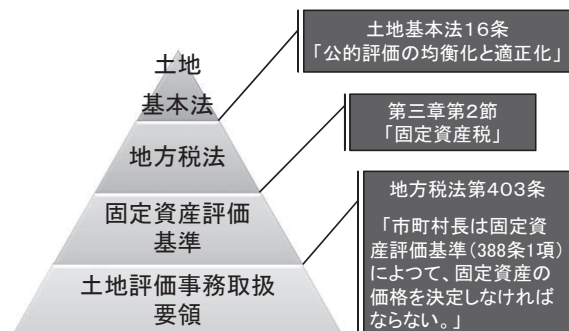 土地
基本法
地方税法
固定資産評価
基準
土地評価事務取扱
要領
土地基本法16条
「公的評価の均衡化と適正化」
第三章第2節
「固定資産税」
地方税法第403条
「市町村長は固定資
産評価基準(388条1項)
によつて、固定資産の
価格を決定しなければ
ならない。」